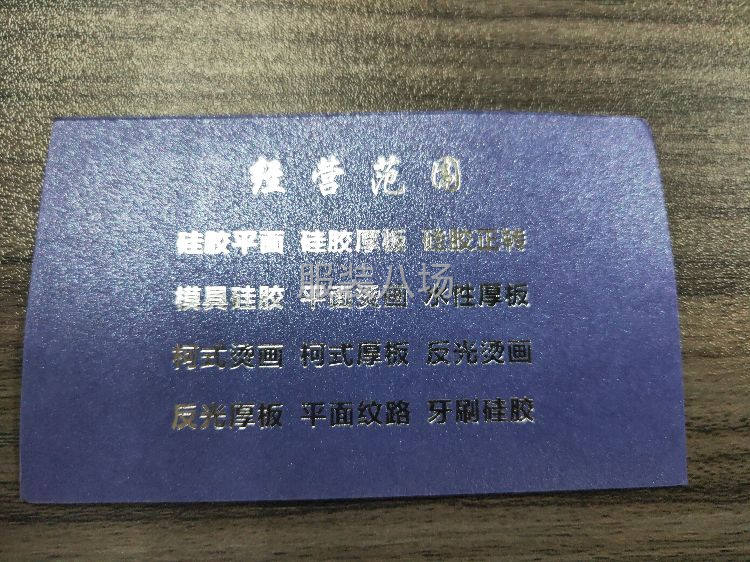 经营范围
硅胶平面 硅胶厚板 硅胶正转
模具硅胶 平面烫画 水性厚板
柯式烫画 柯式厚板 反光烫画
反光厚板 平面纹路 牙刷硅胶
服装八场